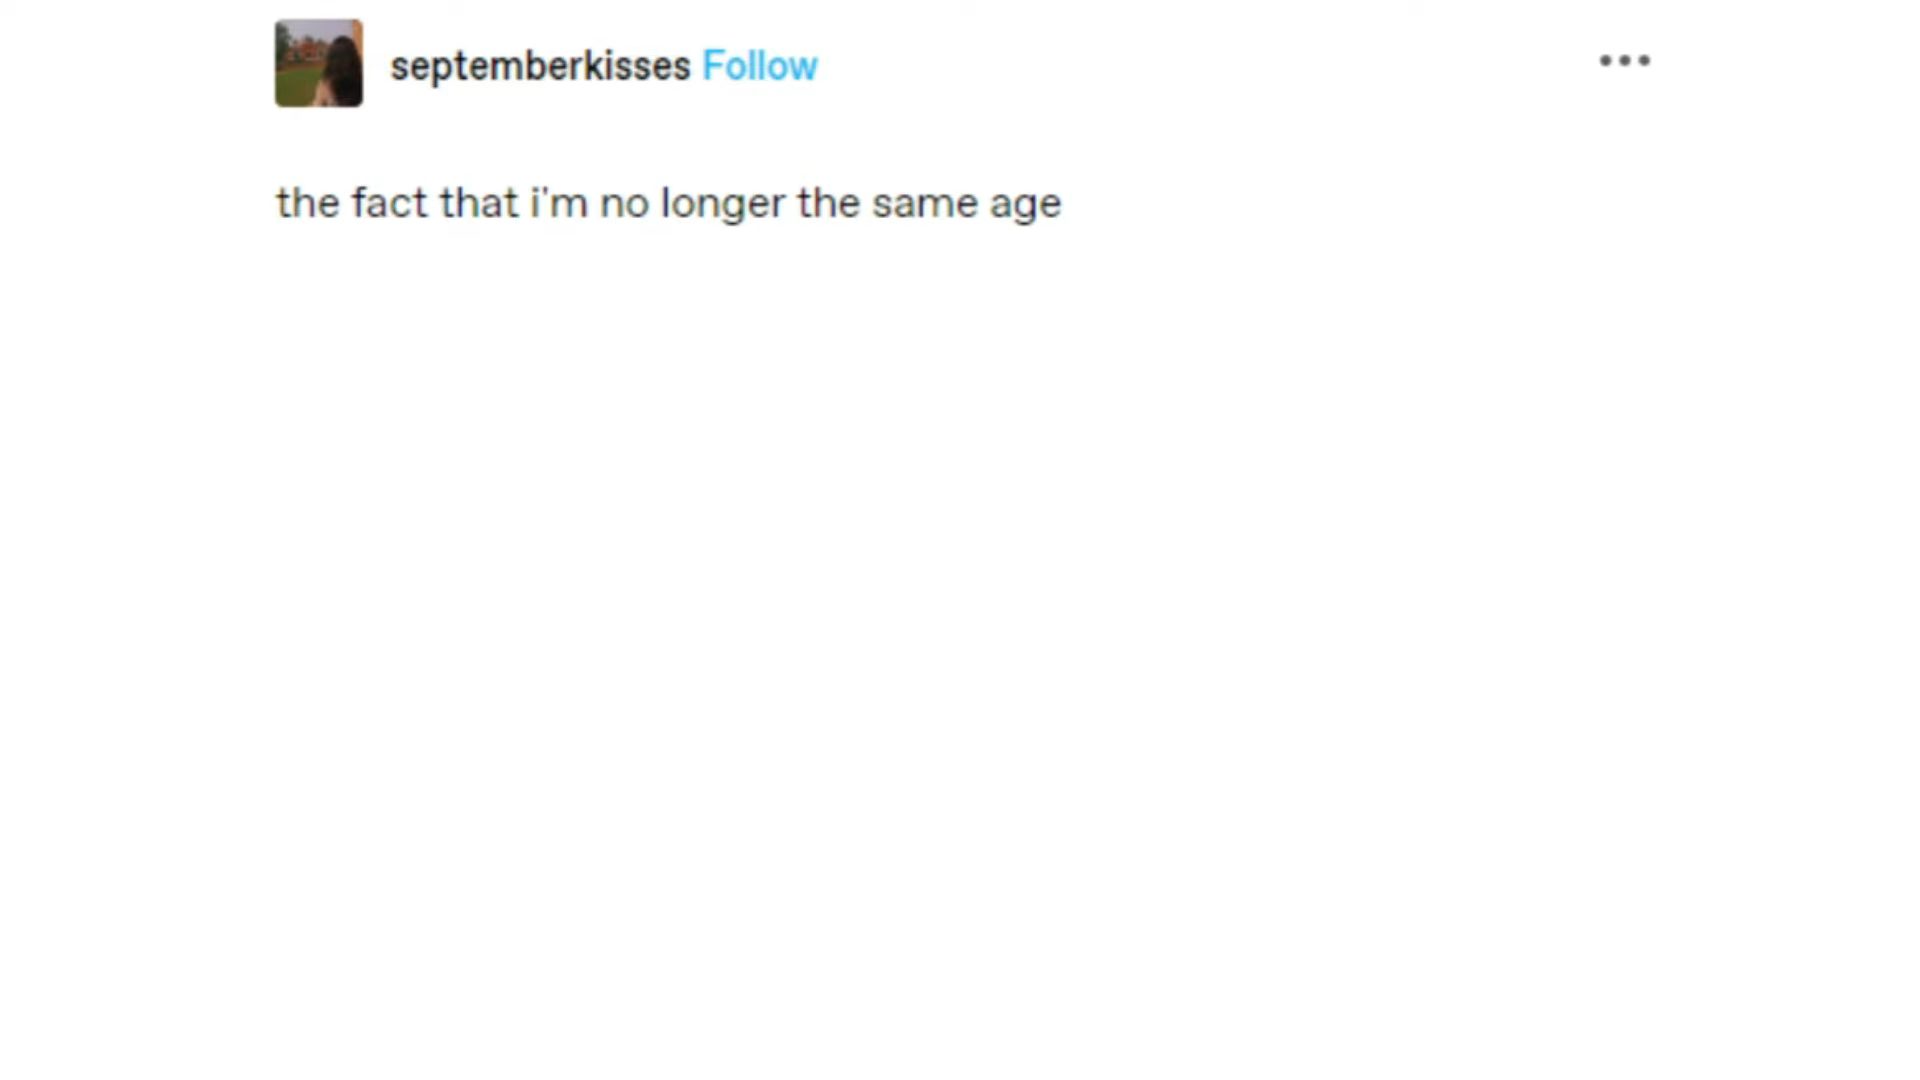 septemberkisses Follow
the fact that i'm no longer the same age